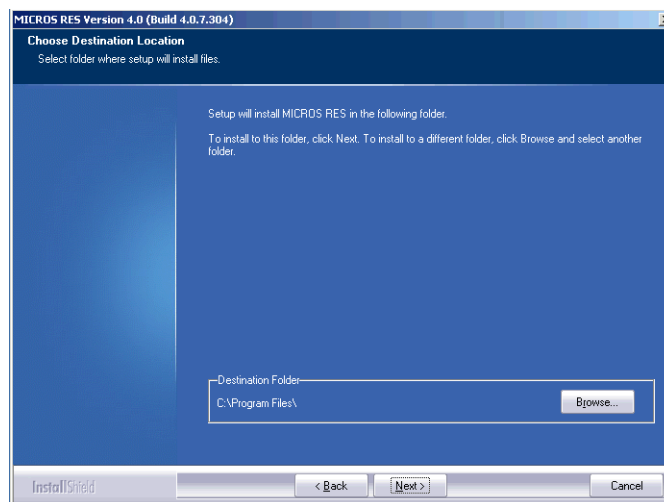 MICROS RES Version 4.0 (Build 4.0.7.304)
Choose Destination Location
Select folder where setup will install files.
Setup will install MICROS RES in the following folder.
To install to this folder, click Next. To install to a different folder, click Browse and select another
folder.
Destination Folder
C:\Program Files\
Browse...
InstallShield
< Back
Next >
Cancel